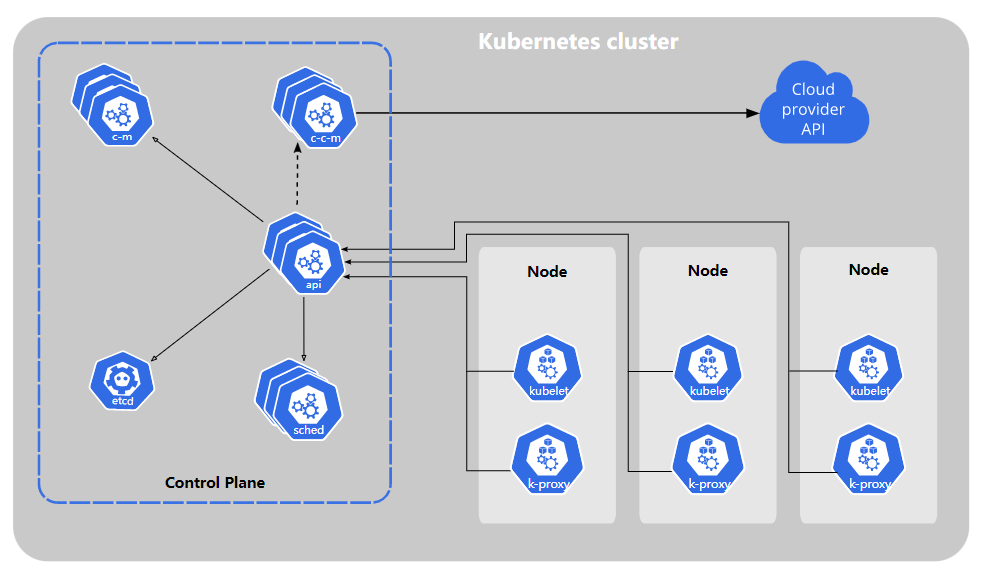 Kubernetes cluster
c-m
c-c-m
Cloud
provider
API
api
etcd
sched
Control Plane
Node
kubelet
k-proxy
Node
kubelet
k-proxy
Node
kubelet
k-proxy